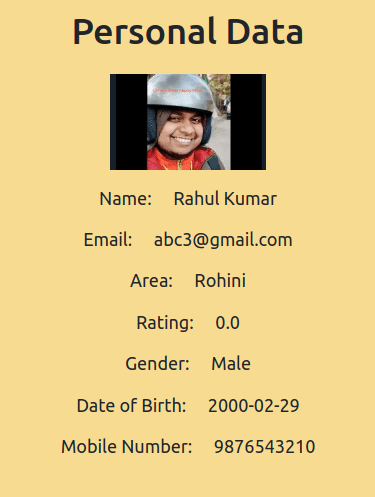 Personal Data
Name: Rahul Kumar
Email: abc3@gmail.com
Area: Rohini
Rating: 0.0
Gender: Male
Date of Birth: 2000-02-29
Mobile Number: 9876543210